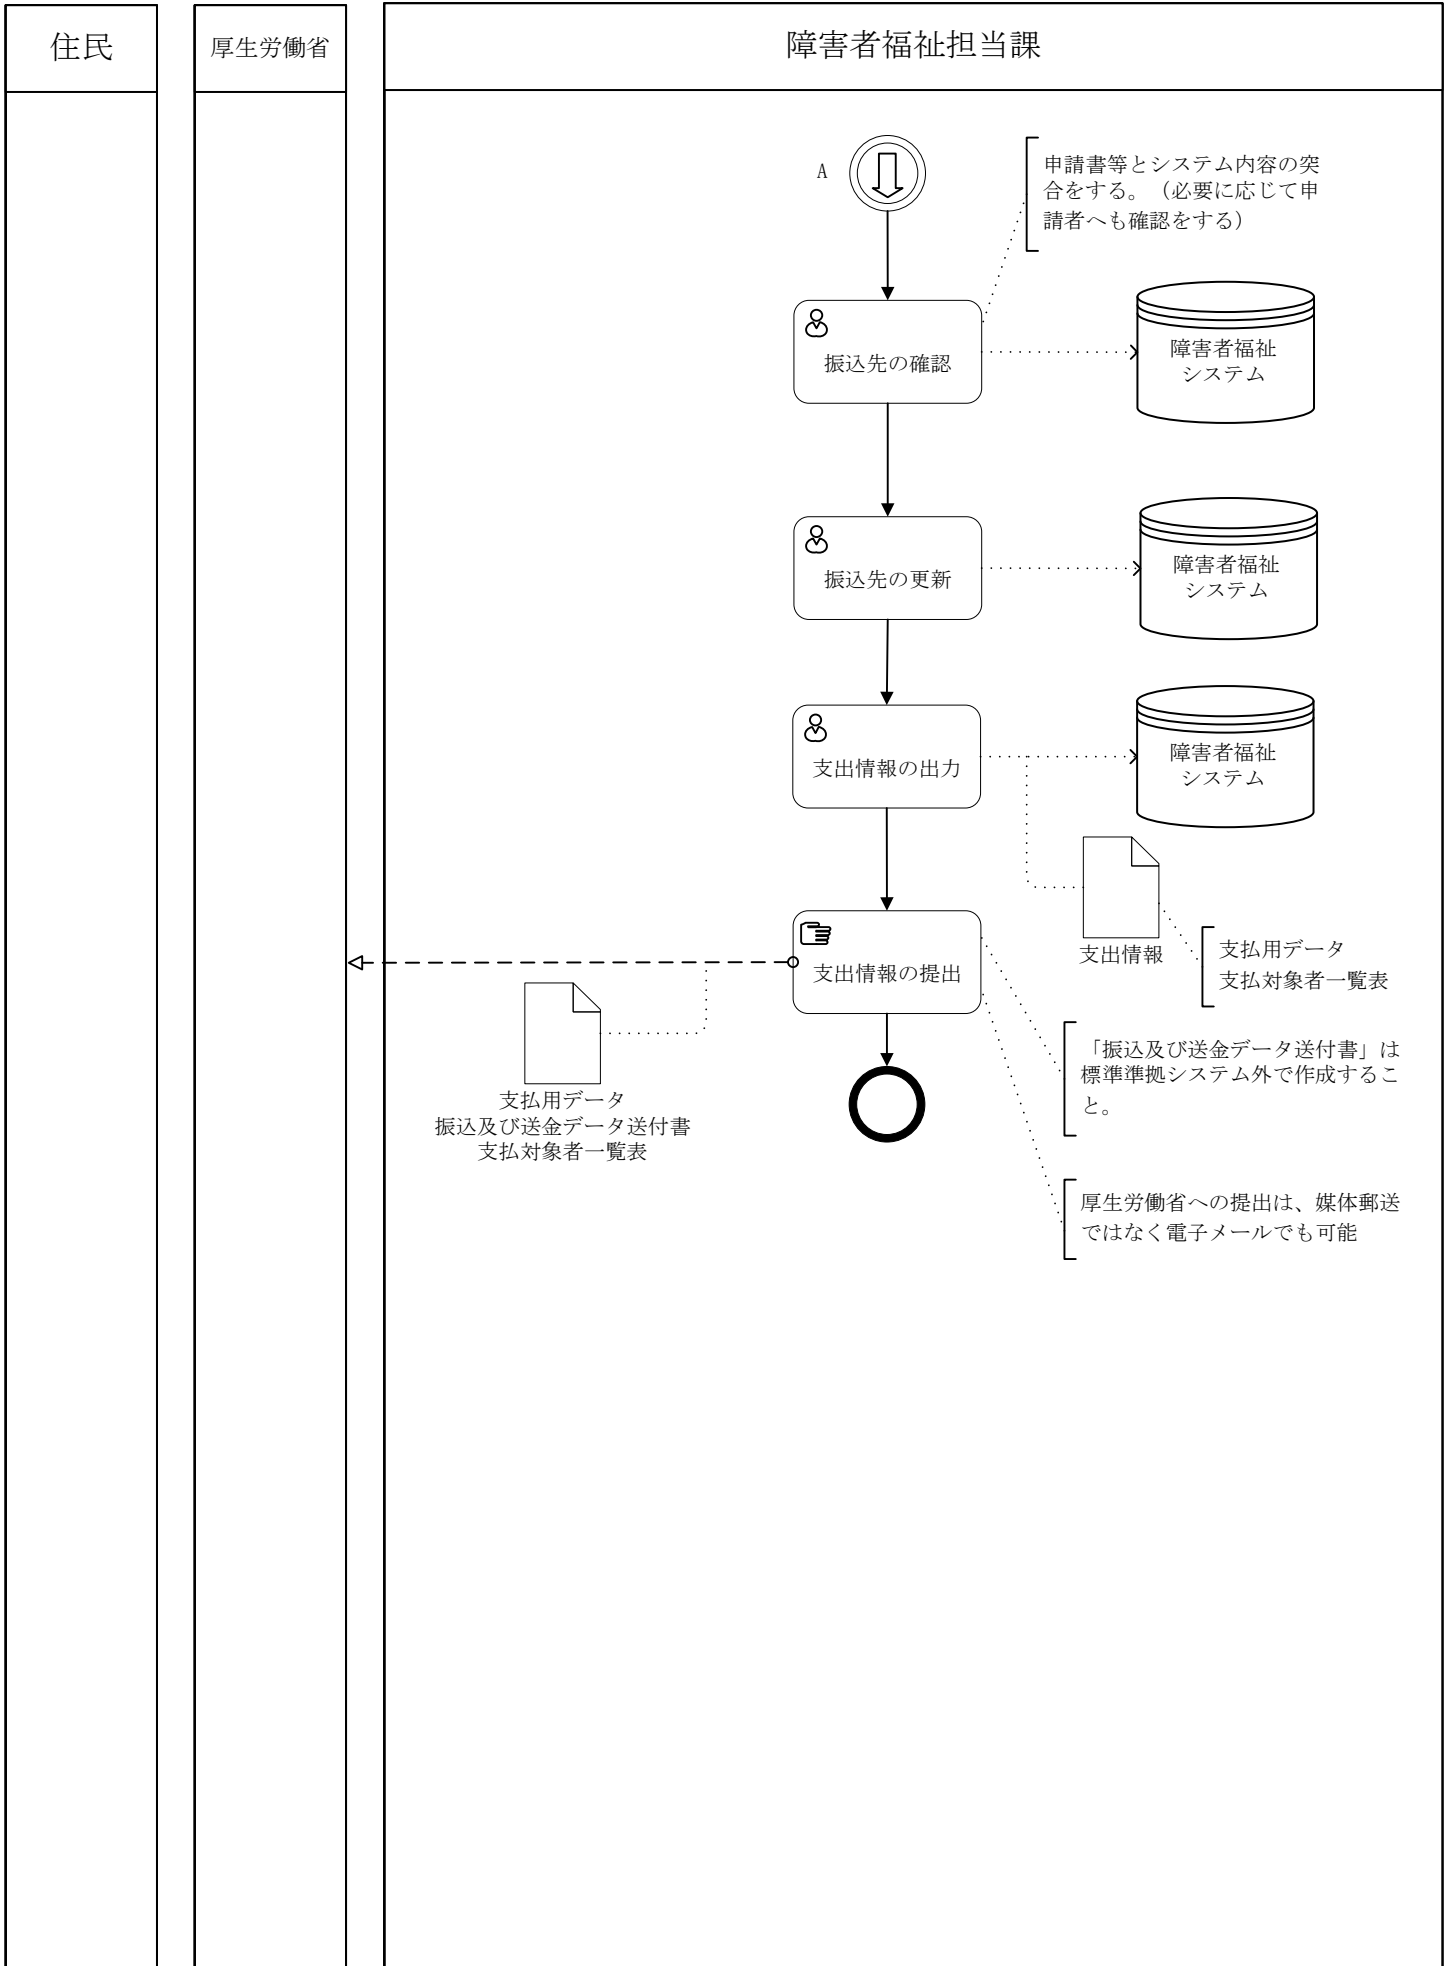 住民
厚生労働省
障害者福祉担当課
A
申請書等とシステム内容の突
合をする。（必要に応じて申
請者へも確認をする）
振込先の確認
障害者福祉
システム
振込先の更新
障害者福祉
システム
支出情報の出力
障害者福祉
システム
支出情報
支払用データ
支払対象者一覧表
支出情報の提出
支払用データ
振込及び送金データ送付書
支払対象者一覧表
「振込及び送金データ送付書」は
標準準拠システム外で作成するこ
と。
厚生労働省への提出は、媒体郵送
ではなく電子メールでも可能